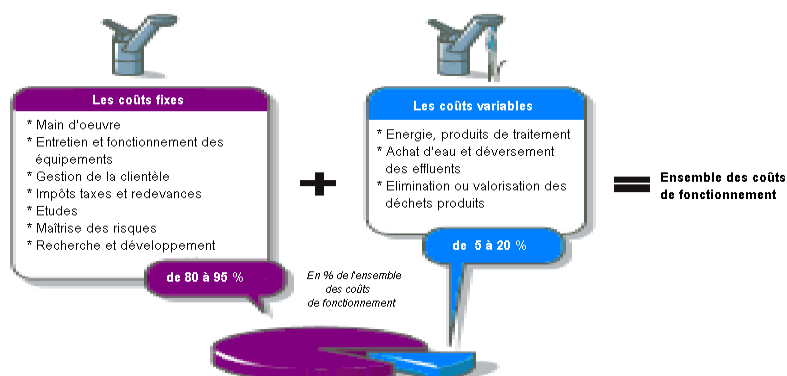 Les coûts fixes
* Main d'oeuvre
* Entretien et fonctionnement des
équipements
* Gestion de la clientèle
* Impôts taxes et redevances
* Etudes
* Maîtrise des risques
* Recherche et développement
de 80 à 95 %
+
Les coûts variables
* Energie, produits de traitement
* Achat d'eau et déversement
des effluents
* Elimination ou valorisation des
déchets produits
de 5 à 20 %
=
Ensemble des coûts
de fonctionnement
En % de l'ensemble
des coûts
de fonctionnement